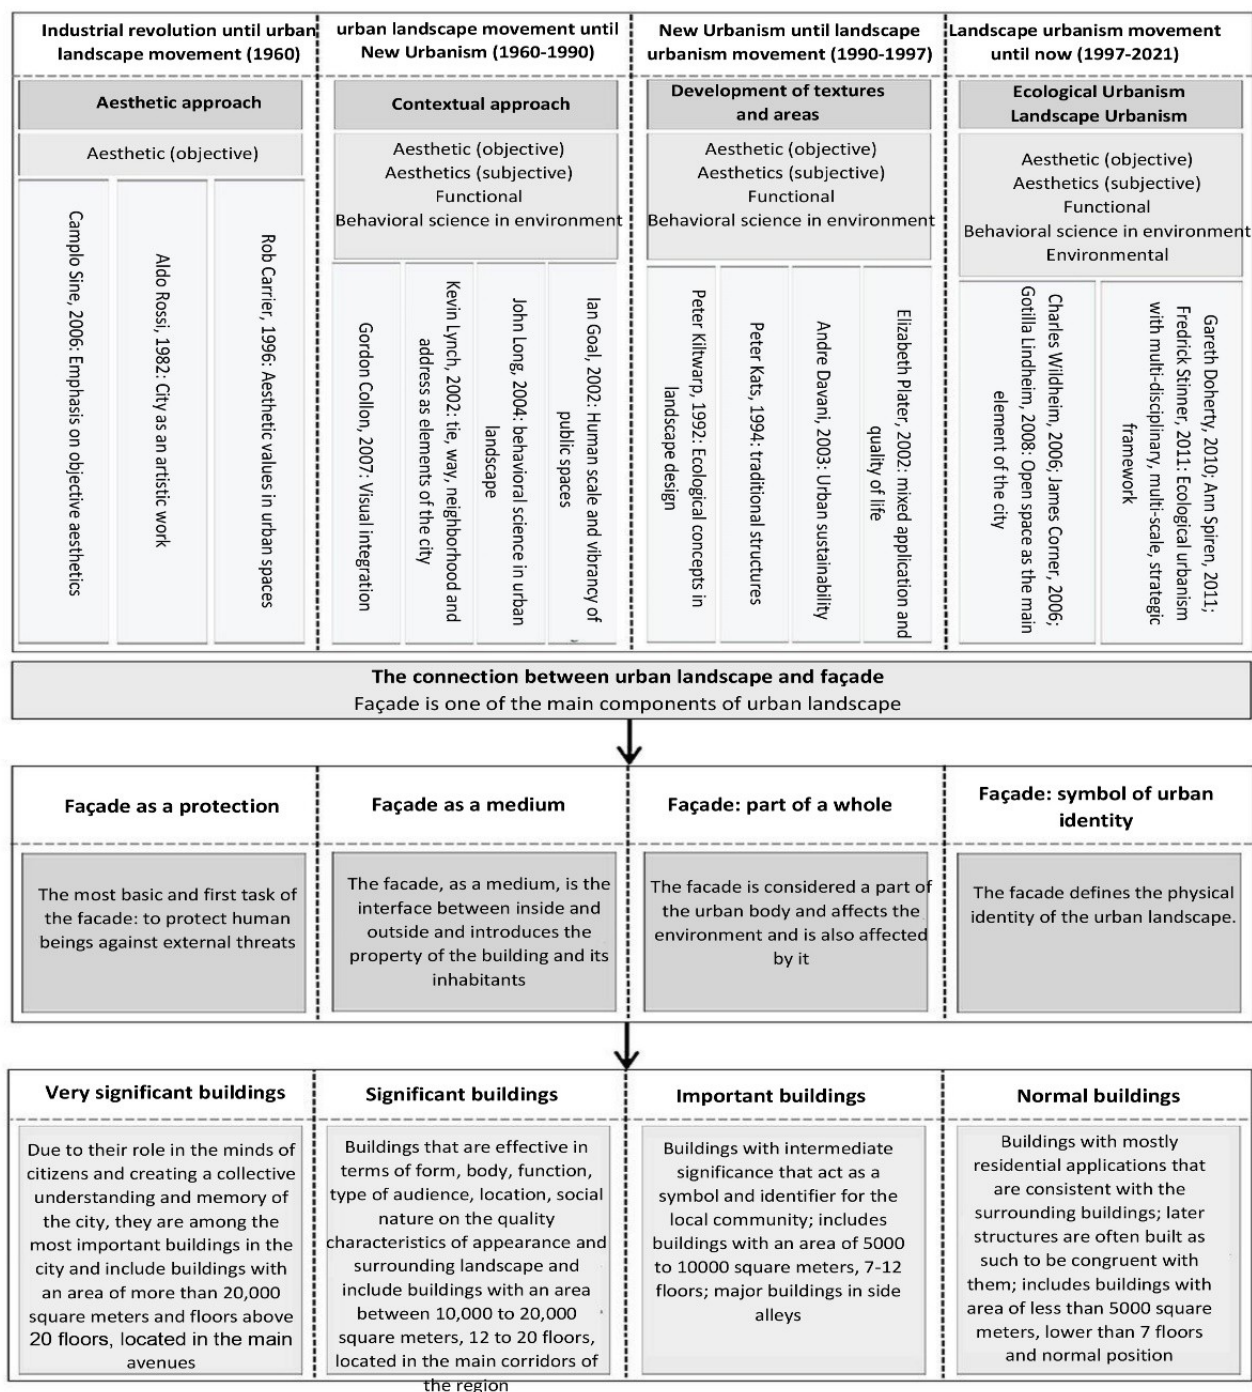 Industrial revolution until urban
landscape movement (1960)
Aesthetic approach
Aesthetic (objective)
Camplo Sine, 2006: Emphasis on objective aesthetics
Aldo Rossi, 1982: City as an artistic work
Rob Carrier, 1996: Aesthetic values in urban spaces
urban landscape movement until
New Urbanism (1960-1990)
Contextual approach
Aesthetic (objective)
Aesthetics (subjective)
Functional
Behavioral science in environment
Gordon Collon, 2007: Visual integration
Kevin Lynch, 2002: tie, way, neighborhood and
address as elements of the city
John Long, 2004: behavioral science in urban
landscape
Ian Goal, 2002: Human scale and vibrancy of
public spaces
New Urbanism until landscape
urbanism movement (1990-1997)
Development of textures
and areas
Aesthetic (objective)
Aesthetics (subjective)
Functional
Behavioral science in environment
Peter Kiltwarp, 1992: Ecological concepts in
landscape design
Peter Kats, 1994: traditional structures
Andre Davani, 2003: Urban sustainability
Elizabeth Plater, 2002: mixed application and
quality of life
Landscape urbanism movement
until now (1997-2021)
Ecological Urbanism
Landscape Urbanism
Aesthetic (objective)
Aesthetics (subjective)
Functional
Behavioral science in environment
Environmental
Charles Wildheim, 2006; James Corner, 2006;
Gotilla Lindheim, 2008: Open space as the main
element of the city
Gareth Doherty, 2010; Ann Spiren, 2011;
Fredrick Stinner, 2011: Ecological urbanism
with multi-disciplinary, multi-scale, strategic
framework
The connection between urban landscape and façade
Façade is one of the main components of urban landscape
Façade as a protection
The most basic and first task of
the facade: to protect human
beings against external threats
Façade as a medium
The facade, as a medium, is the
interface between inside and
outside and introduces the
property of the building and its
inhabitants
Façade: part of a whole
The facade is considered a part of
the urban body and affects the
environment and is also affected
by it
Façade: symbol of urban
identity
The facade defines the physical
identity of the urban landscape.
Very significant buildings
Due to their role in the minds of
citizens and creating a collective
understanding and memory of
the city, they are among the
most important buildings in the
city and include buildings with
an area of more than 20,000
square meters and floors above
20 floors, located in the main
avenues
Significant buildings
Buildings that are effective in
terms of form, body, function,
type of audience, location, social
nature on the quality
characteristics of appearance and
surrounding landscape and
include buildings with an area
between 10,000 to 20,000
square meters, 12 to 20 floors,
located in the main corridors of
the region
Important buildings
Buildings with intermediate
significance that act as a
symbol and identifier for the
local community; includes
buildings with an area of 5000
to 10000 square meters, 7-12
floors; major buildings in side
alleys
Normal buildings
Buildings with mostly
residential applications that
are consistent with the
surrounding buildings; later
structures are often built as
such to be congruent with
them; includes buildings with
area of less than 5000 square
meters, lower than 7 floors
and normal position